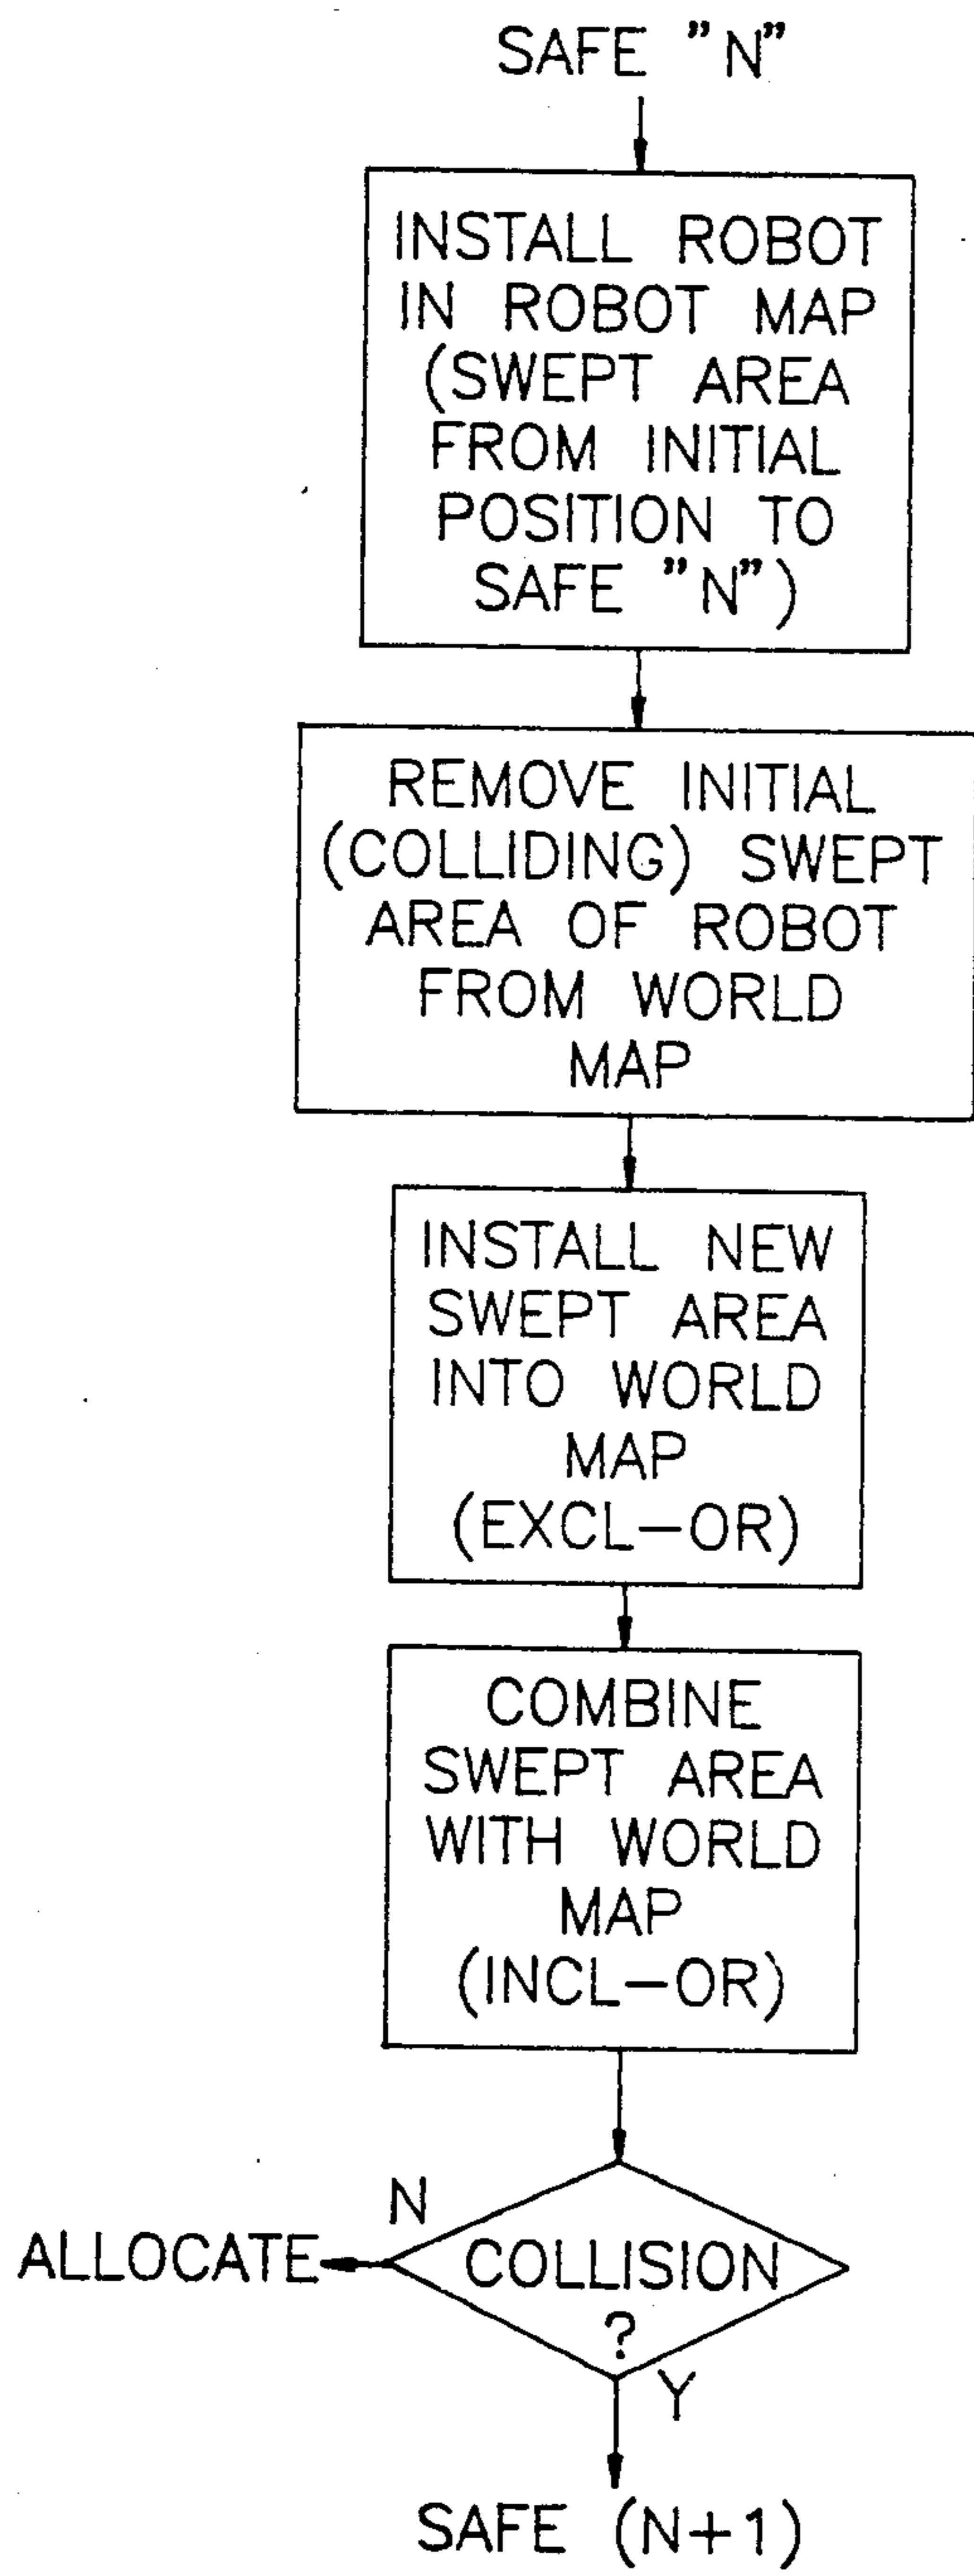 SAFE "N"
INSTALL ROBOT
IN ROBOT MAP
(SWEPT AREA
FROM INITIAL
POSITION TO
SAFE "N")
REMOVE INITIAL
(COLLIDING) SWEPT
AREA OF ROBOT
FROM WORLD
MAP
INSTALL NEW
SWEPT AREA
INTO WORLD
MAP
(EXCL-OR)
COMBINE
SWEPT AREA
WITH WORLD
MAP
(INCL-OR)
N
ALLOCATE
COLLISION
?
Y
SAFE (N+1)